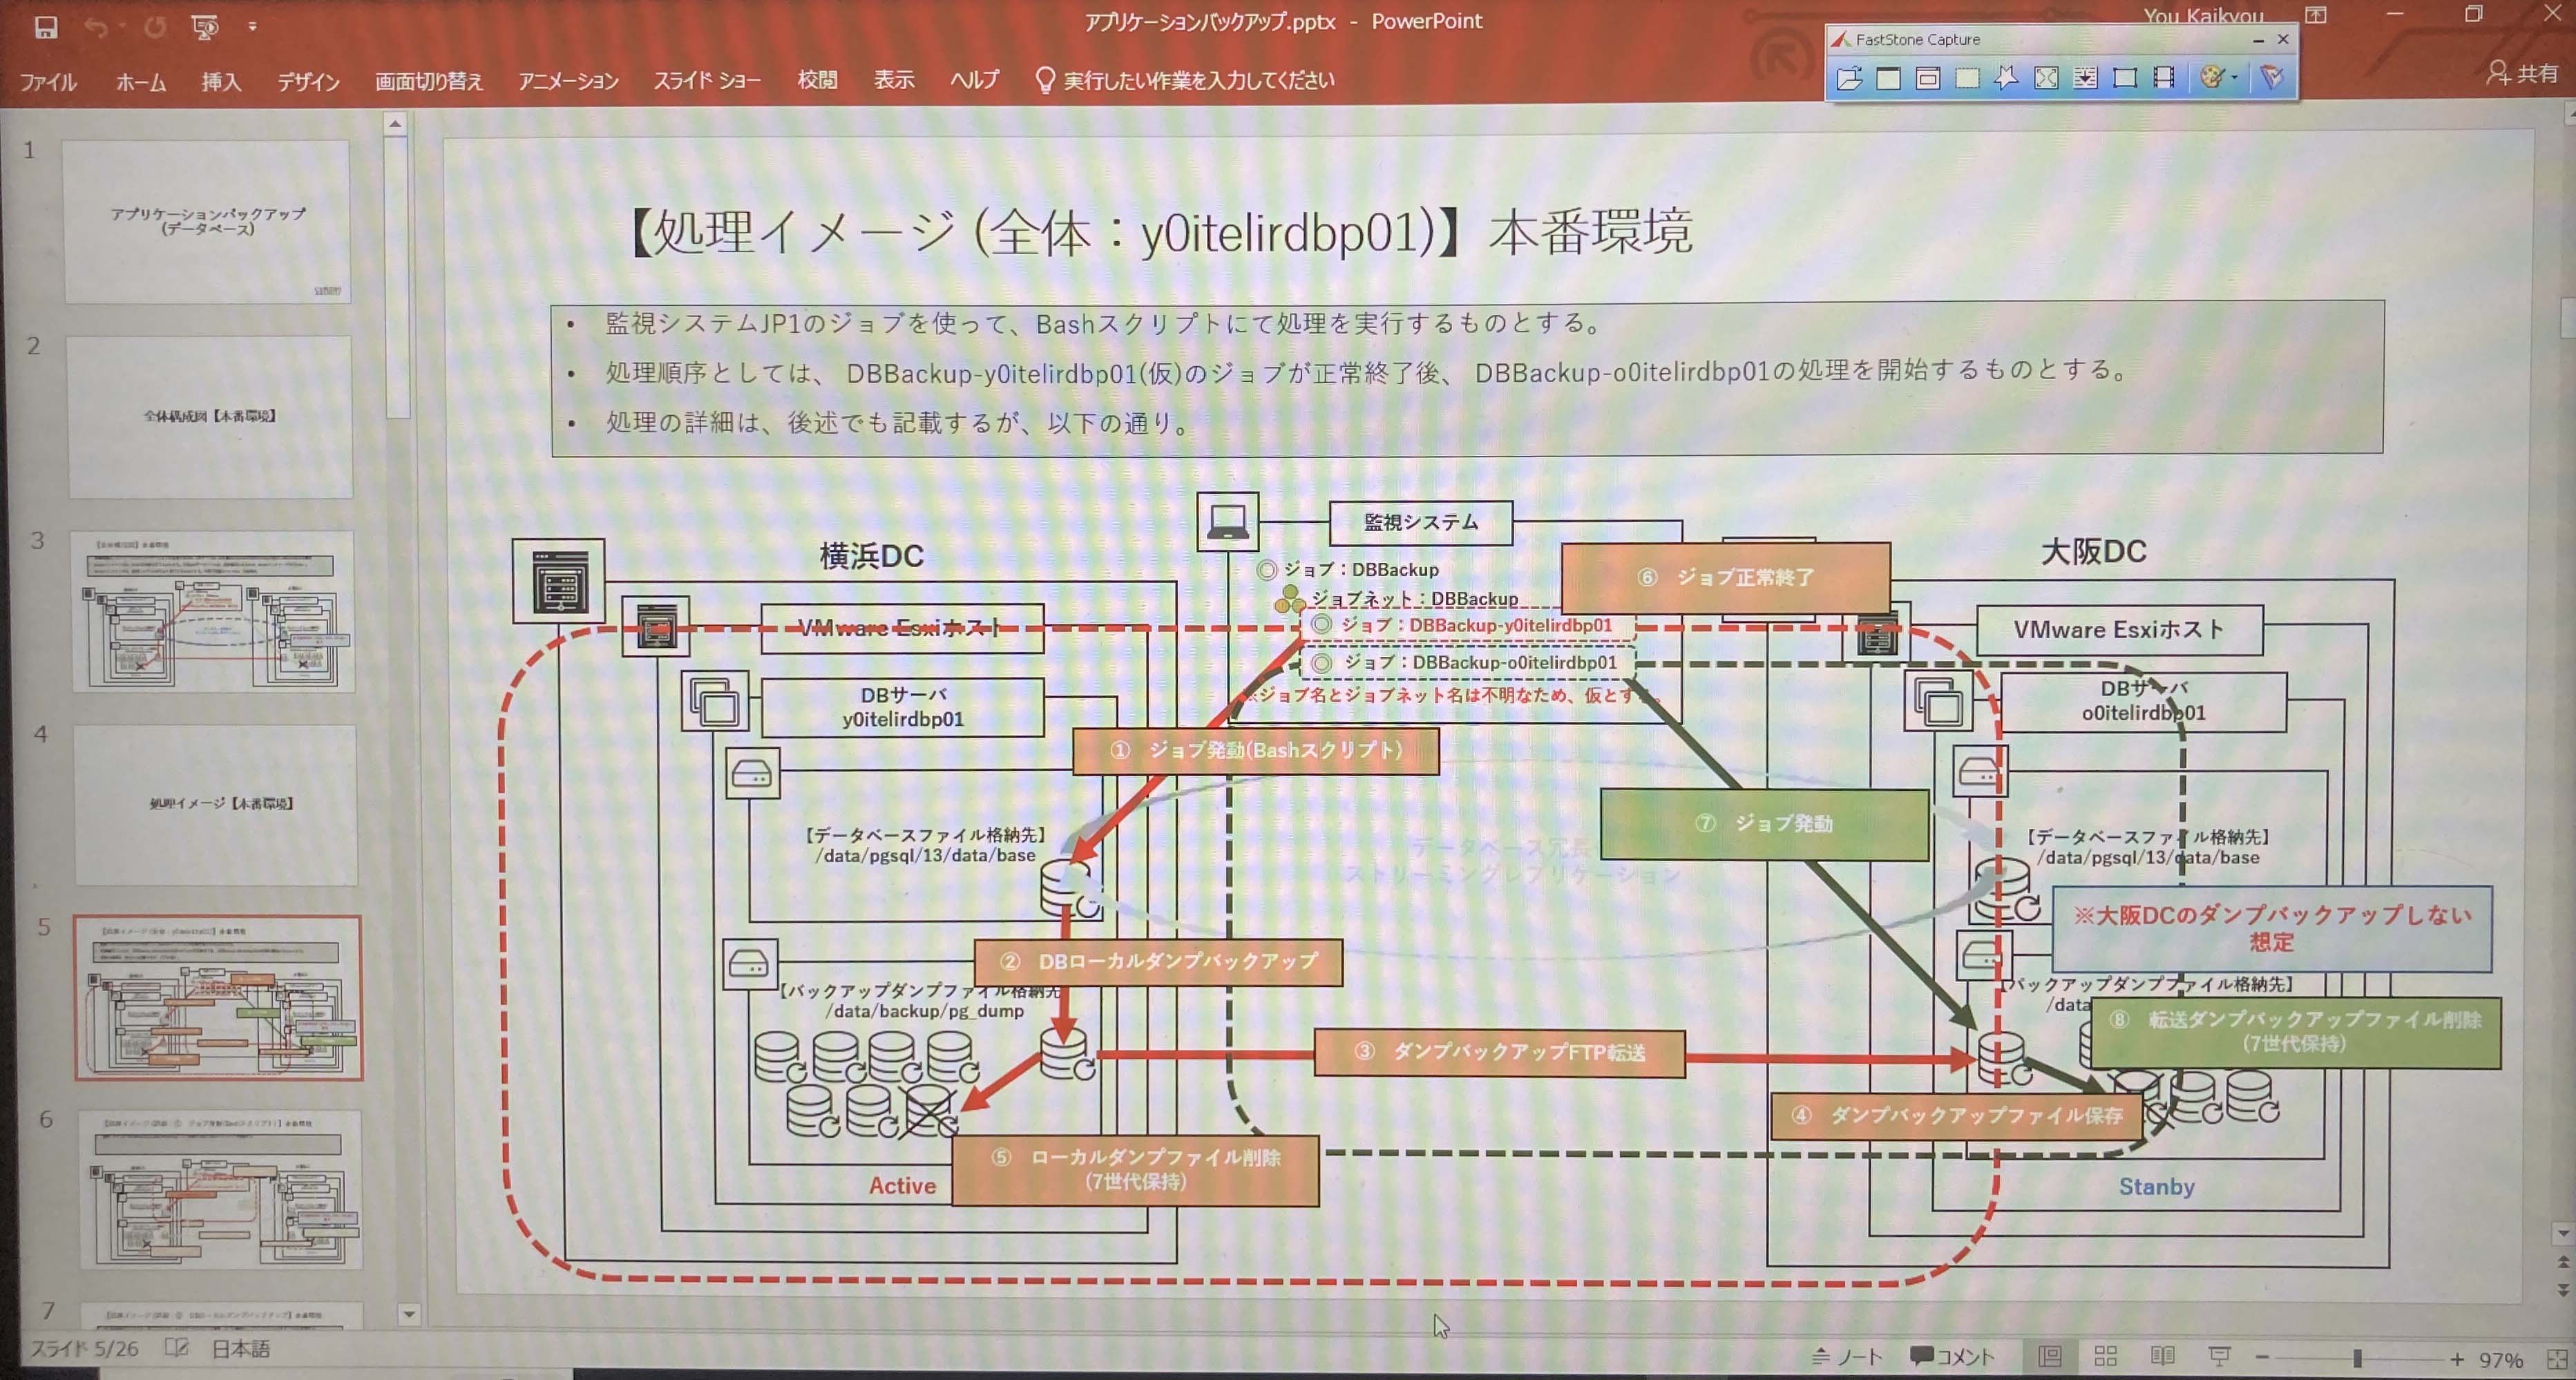 アプリケーションバックアップ.pptx - PowerPoint
You Kaikyou
FastStone Capture
ファイル ホーム 挿入 デザイン 画面切り替え アニメーション スライド ショー 校閲 表示 ヘルプ 実行したい作業を入力してください
共有
1
アプリケーションバックアップ
(データベース)
2
全体構成図【本番環境】
3
4
処理イメージ【本番環境】
5
6
7
【処理イメージ (全体：y0itelirdbp01)】本番環境
• 監視システムJP1のジョブを使って、Bashスクリプトにて処理を実行するものとする。
• 処理順序としては、 DBBackup-y0itelirdbp01(仮)のジョブが正常終了後、 DBBackup-o0itelirdbp01の処理を開始するものとする。
• 処理の詳細は、後述でも記載するが、以下の通り。
監視システム
横浜DC
大阪DC
◎ ジョブ：DBBackup
ジョブネット：DBBackup
◎ ジョブ：DBBackup-y0itelirdbp01
◎ ジョブ：DBBackup-o0itelirdbp01
※ジョブ名とジョブネット名は不明なため、仮とする。
⑥ ジョブ正常終了
VMware Esxiホスト
VMware Esxiホスト
DBサーバ
y0itelirdbp01
DBサーバ
o0itelirdbp01
① ジョブ発動(Bashスクリプト)
【データベースファイル格納先】
/data/pgsql/13/data/base
データベース冗長
ストリーミングレプリケーション
⑦ ジョブ発動
【データベースファイル格納先】
/data/pgsql/13/data/base
※大阪DCのダンプバックアップしない
想定
② DBローカルダンプバックアップ
【バックアップダンプファイル格納先
/data/backup/pg_dump
【バックアップダンプファイル格納先】
/data
⑧ 転送ダンプバックアップファイル削除
(7世代保持)
③ ダンプバックアップFTP転送
④ ダンプバックアップファイル保存
⑤ ローカルダンプファイル削除
(7世代保持)
Active
Stanby
スライド 5/26 日本語
ノート コメント 97%